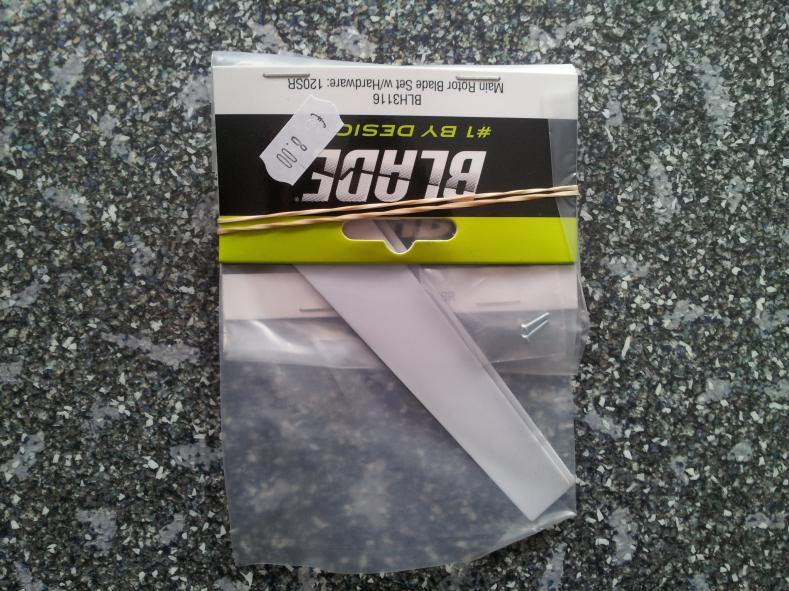 Main Rotor Blade Set w/Hardware: 120SR
BLH3116
#1 BY DESIG
BLADE
€ 8.00